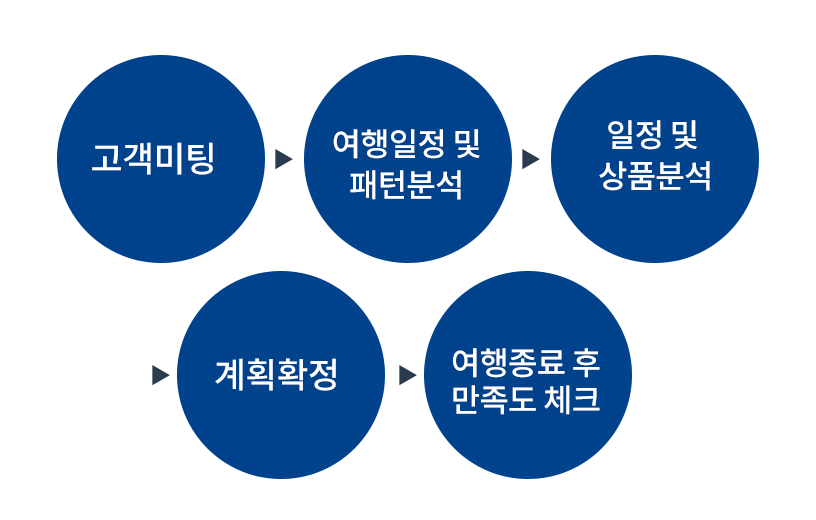 고객미팅
여행일정 및
패턴분석
일정 및
상품분석
계획확정
여행종료 후
만족도 체크